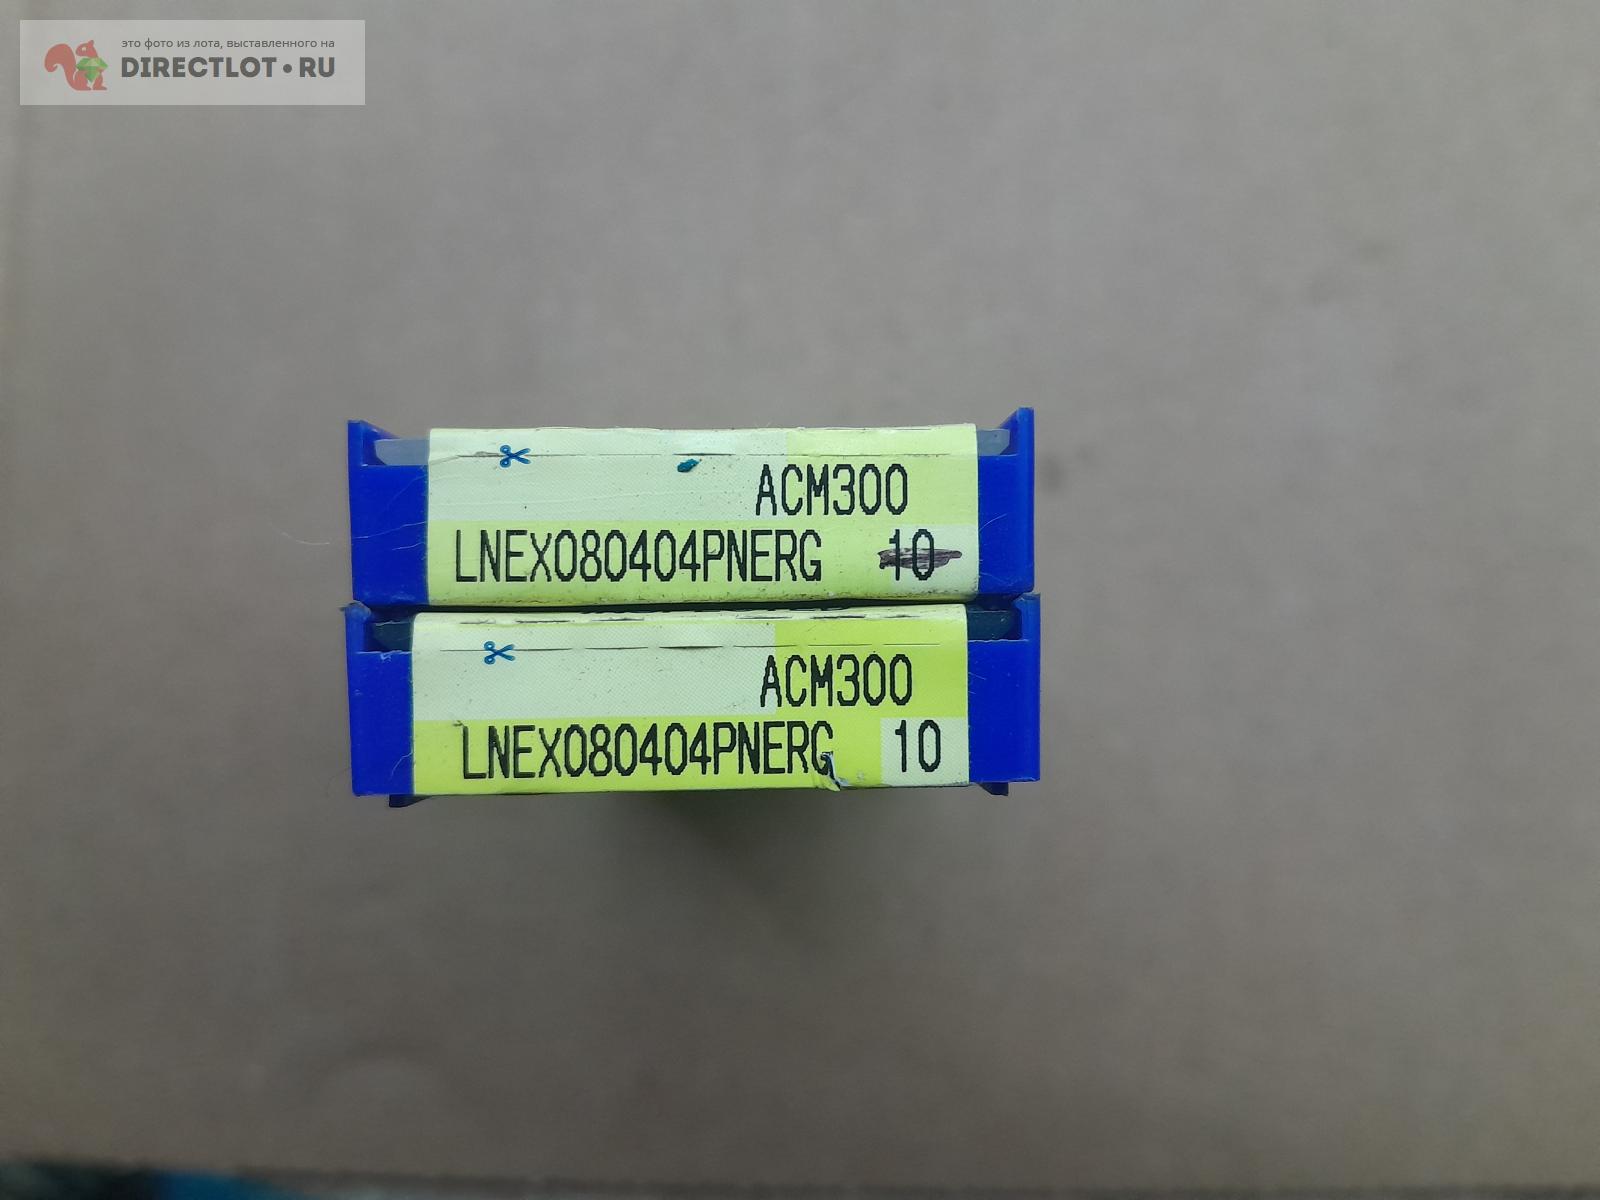 это фото из лота, выставленного на
DIRECTLOT•RU
ACM300
LNEX080404PNERG 10
ACM300
LNEX080404PNERG 10